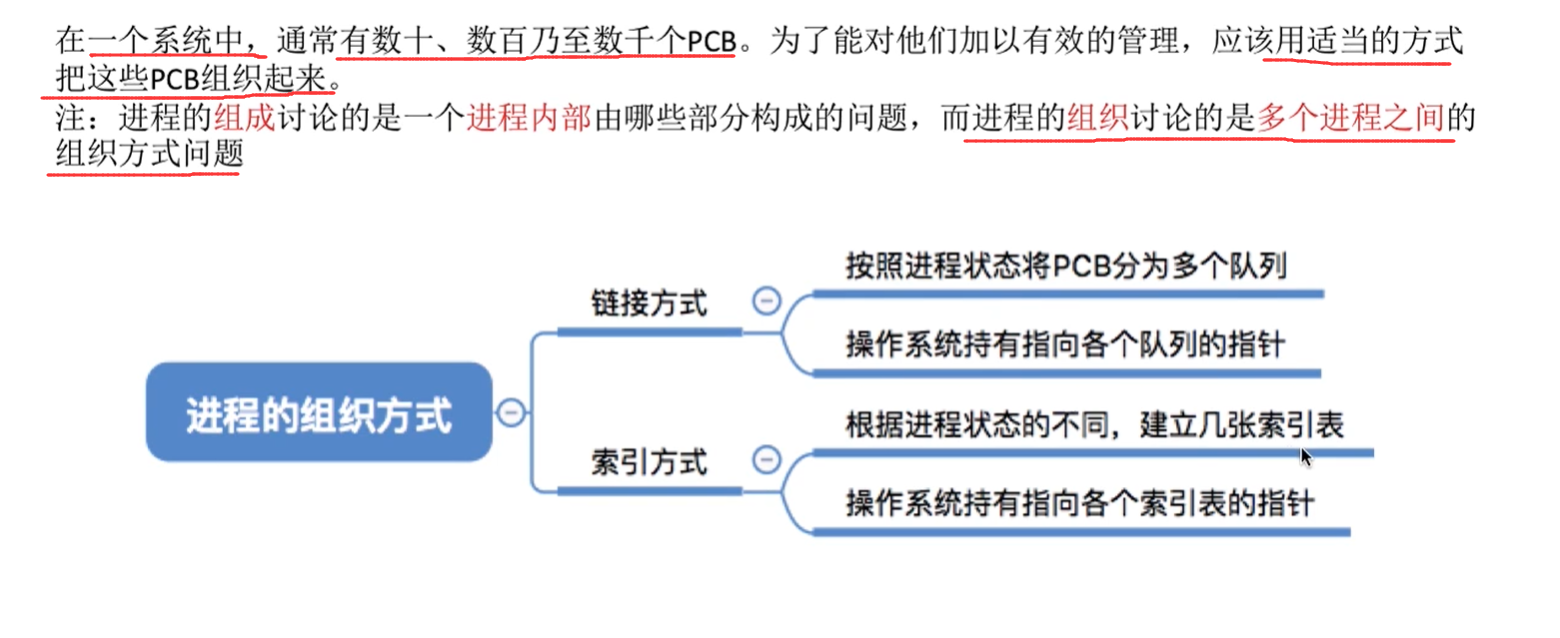 在一个系统中，通常有数十、数百乃至数千个PCB。为了能对他们加以有效的管理，应该用适当的方式
把这些PCB组织起来。
注：进程的组成讨论的是一个进程内部由哪些部分构成的问题，而进程的组织讨论的是多个进程之间的
组织方式问题
进程的组织方式
链接方式
按照进程状态将PCB分为多个队列
操作系统持有指向各个队列的指针
索引方式
根据进程状态的不同，建立几张索引表
操作系统持有指向各个索引表的指针